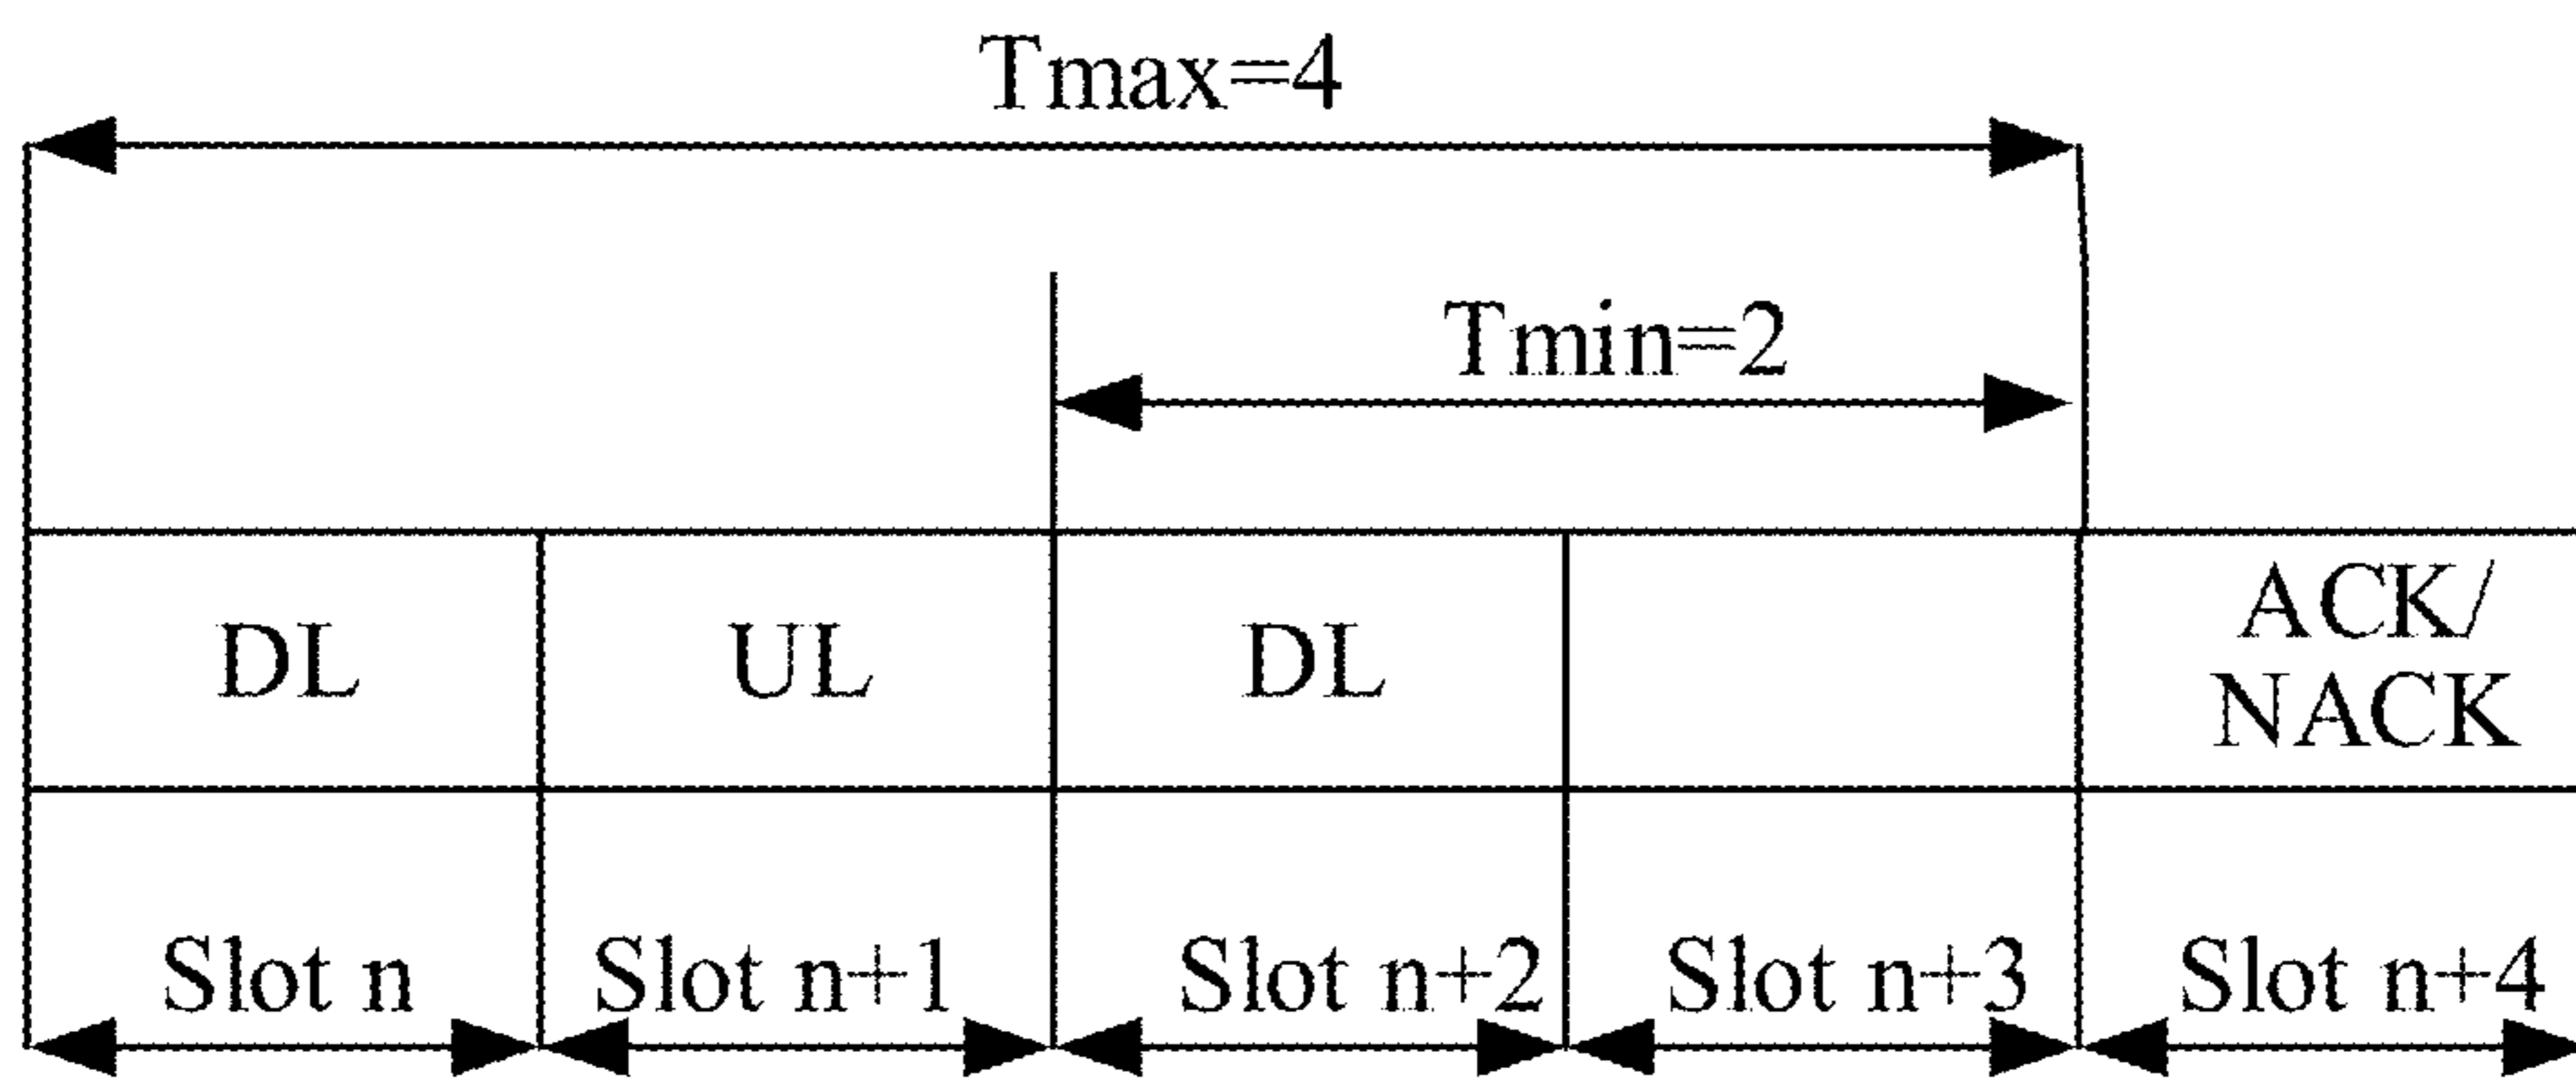 Tmax=4
Tmin=2
DL
UL
DL
ACK/
NACK
Slot n
Slot n+1
Slot n+2
Slot n+3
Slot n+4